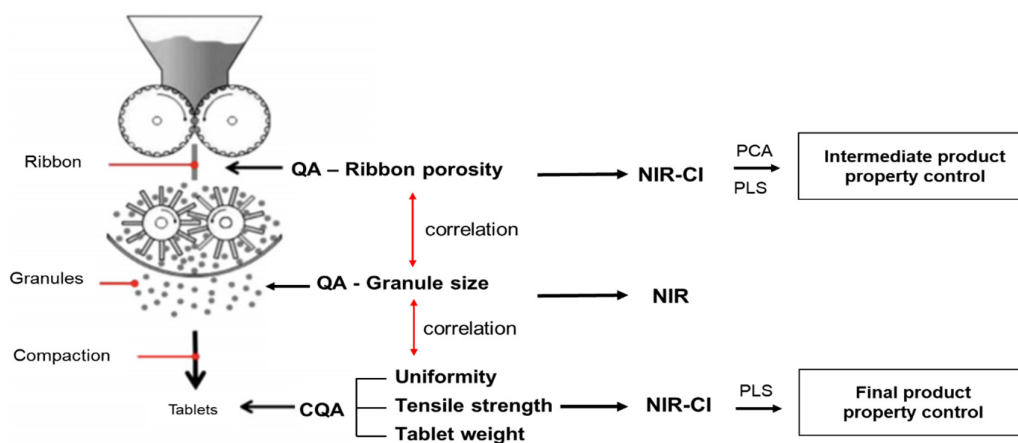 Ribbon
QA – Ribbon porosity
NIR-CI
PCA
PLS
Intermediate product
property control
correlation
Granules
QA - Granule size
NIR
correlation
Compaction
Uniformity
Tablets
CQA
Tensile strength
NIR-CI
PLS
Final product
property control
Tablet weight